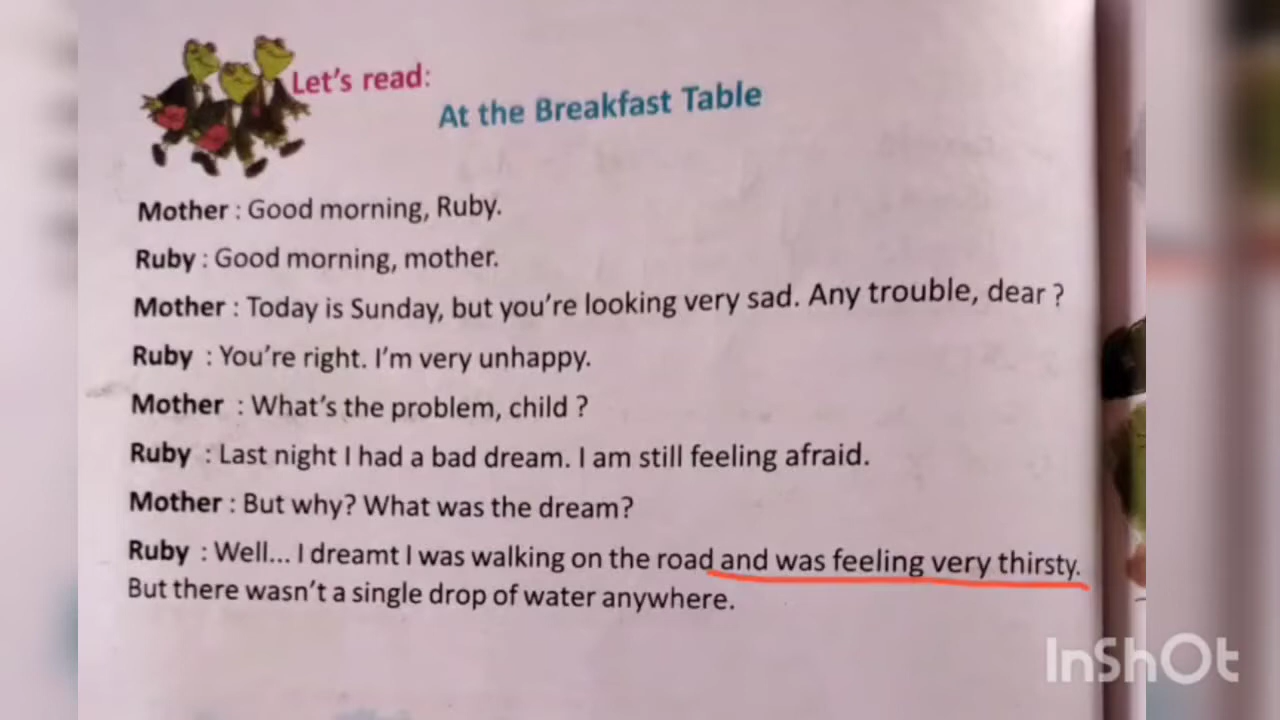 Let's read:
At the Breakfast Table
Mother : Good morning, Ruby.
Ruby : Good morning, mother.
Mother : Today is Sunday, but you're looking very sad. Any trouble, dear ?
Ruby : You're right. I'm very unhappy.
Mother : What's the problem, child ?
Ruby : Last night I had a bad dream. I am still feeling afraid.
Mother : But why? What was the dream?
Ruby : Well... I dreamt I was walking on the road and was feeling very thirsty.
But there wasn't a single drop of water anywhere.
InShOt